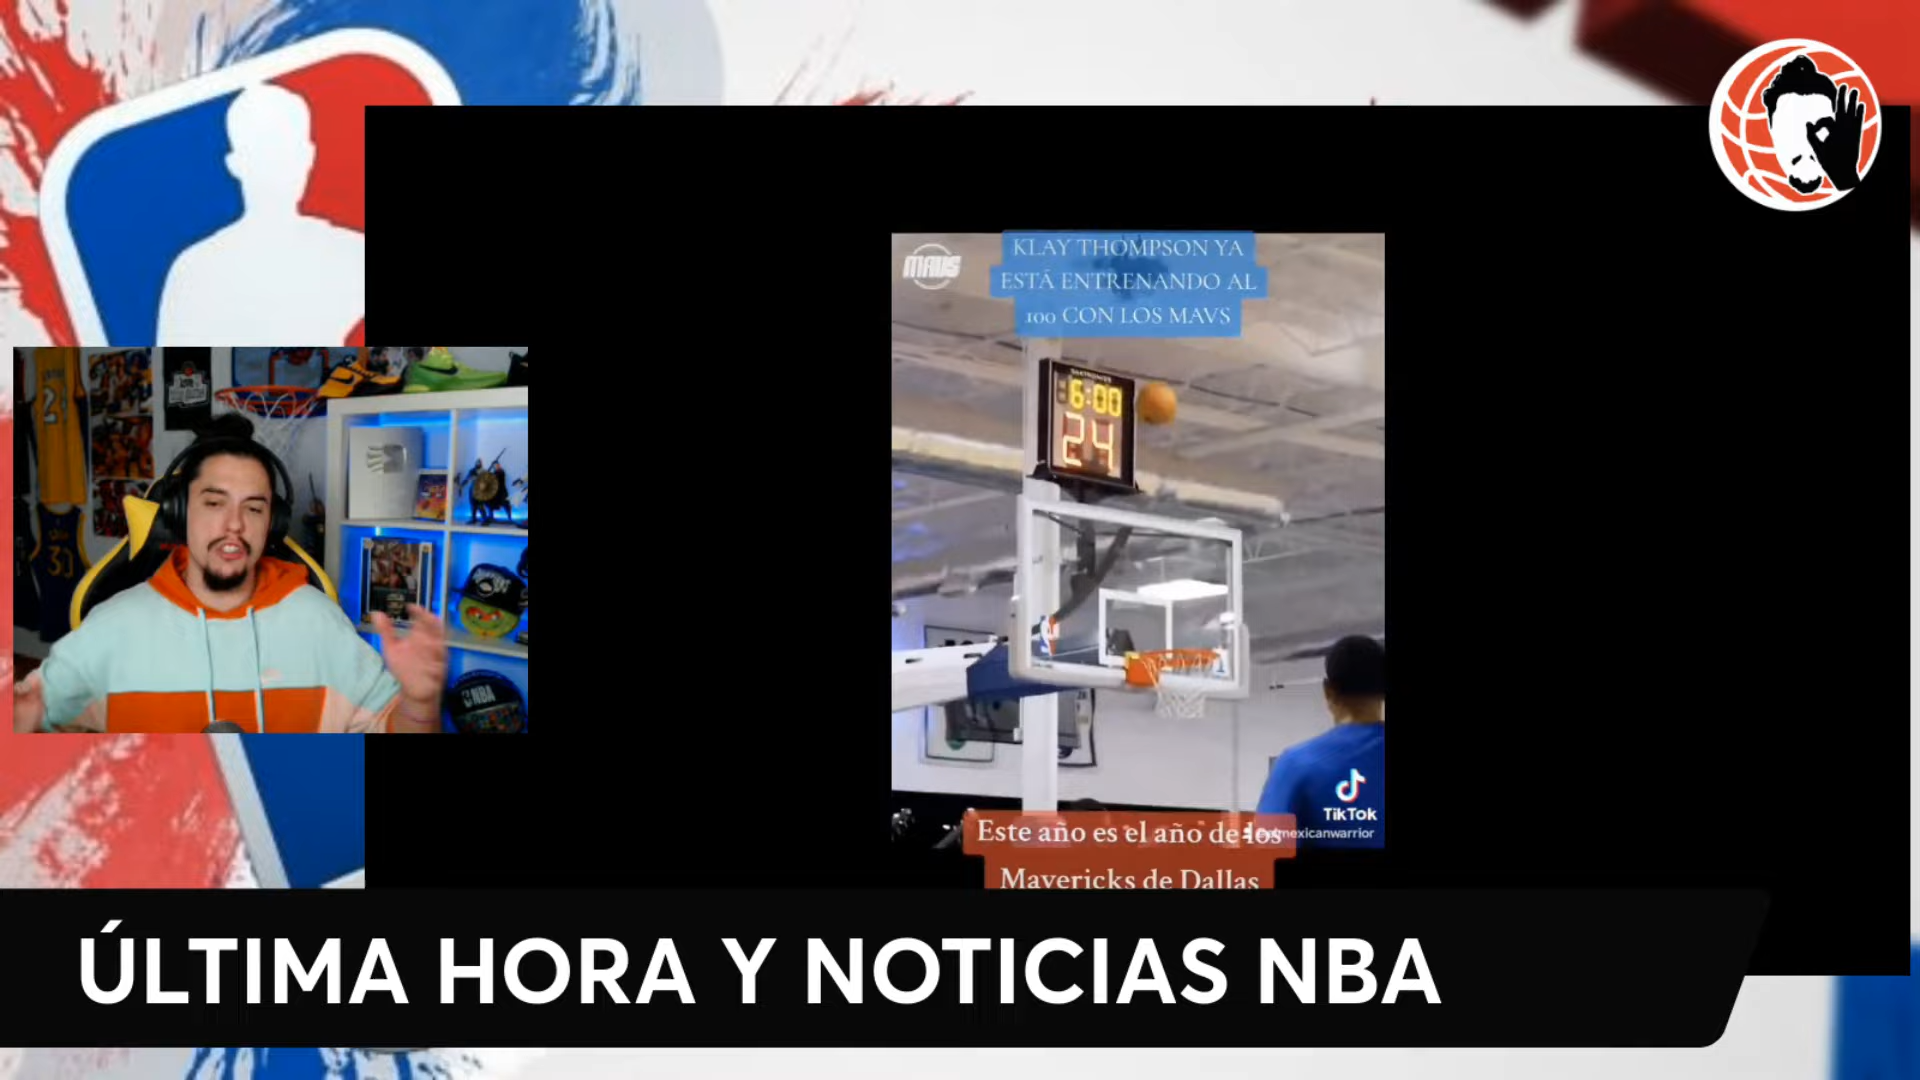 MAVS
KLAY THOMPSON YA
ESTÁ ENTRENANDO AL
100 CON LOS MAVS
6:00
24
TikTok
Este año es el año de los
Mavericks de Dallas
NBA
ÚLTIMA HORA Y NOTICIAS NBA